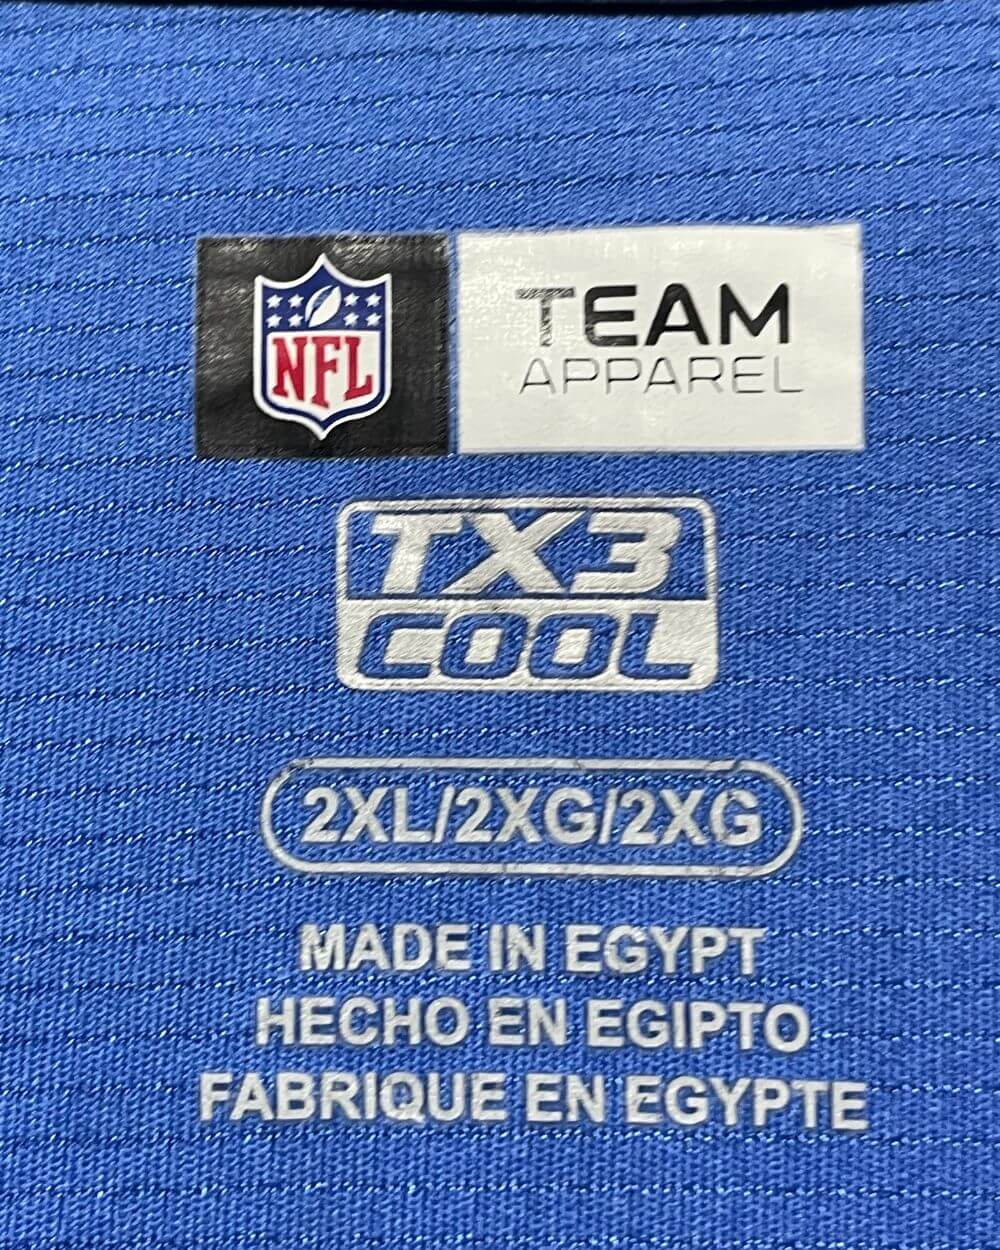 NFL
TEAM
APPAREL
TX3
COOL
2XL/2XG/2XG
MADE IN EGYPT
HECHO EN EGIPTO
FABRIQUE EN EGYPTE